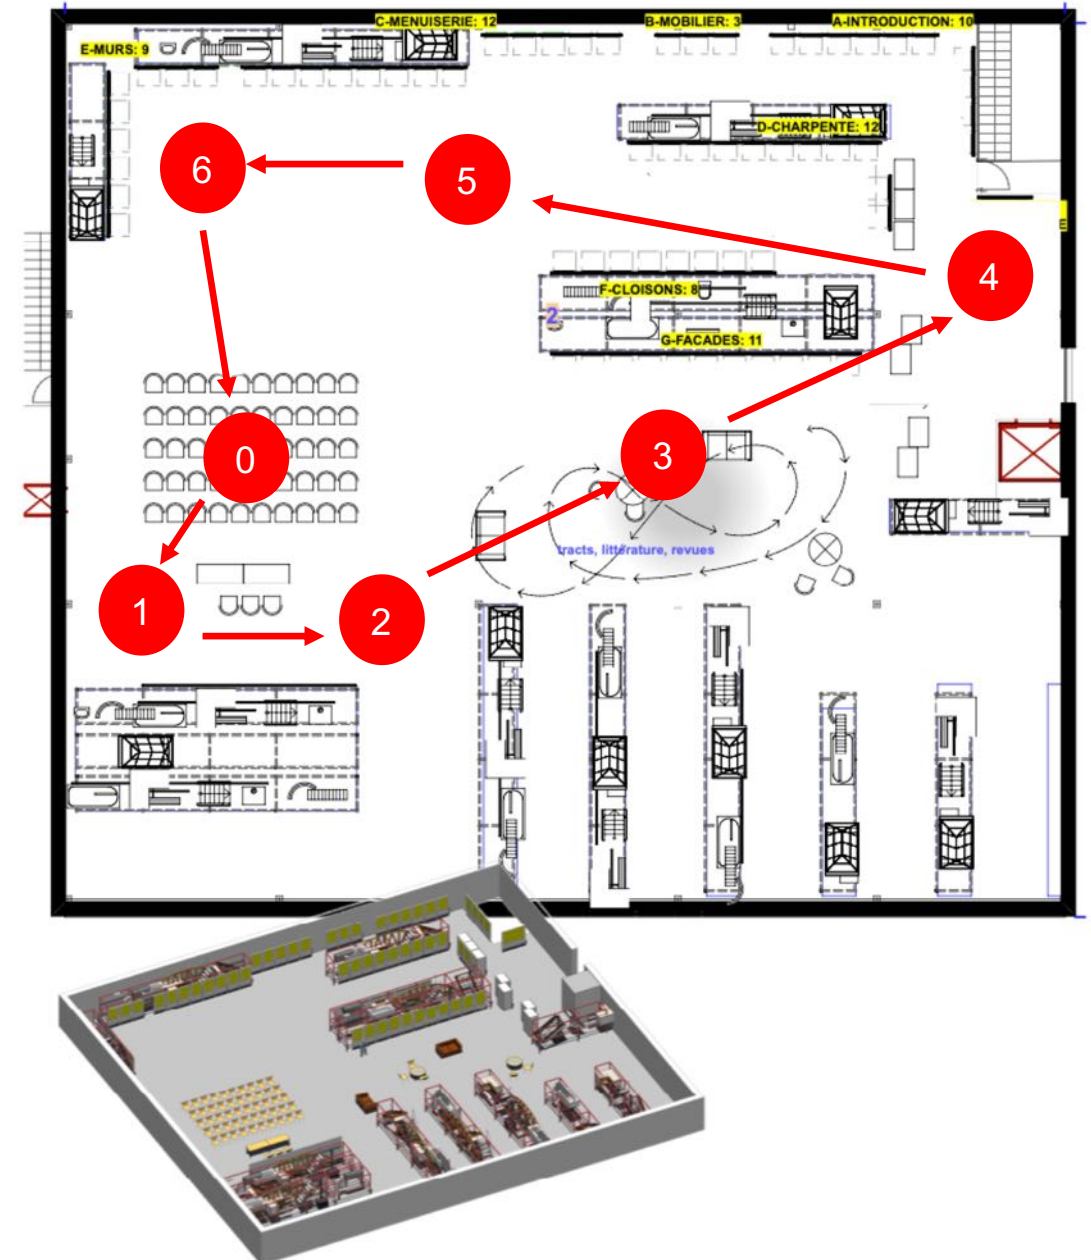 C-MENUISERIE: 12
B-MOBILIER: 3
A-INTRODUCTION: 10
E-MURS: 9
D-CHARPENTE: 12
6
5
4
F-CLOISONS: 8
2
G-FACADES: 11
0
3
tracts, littérature, revues
1
2